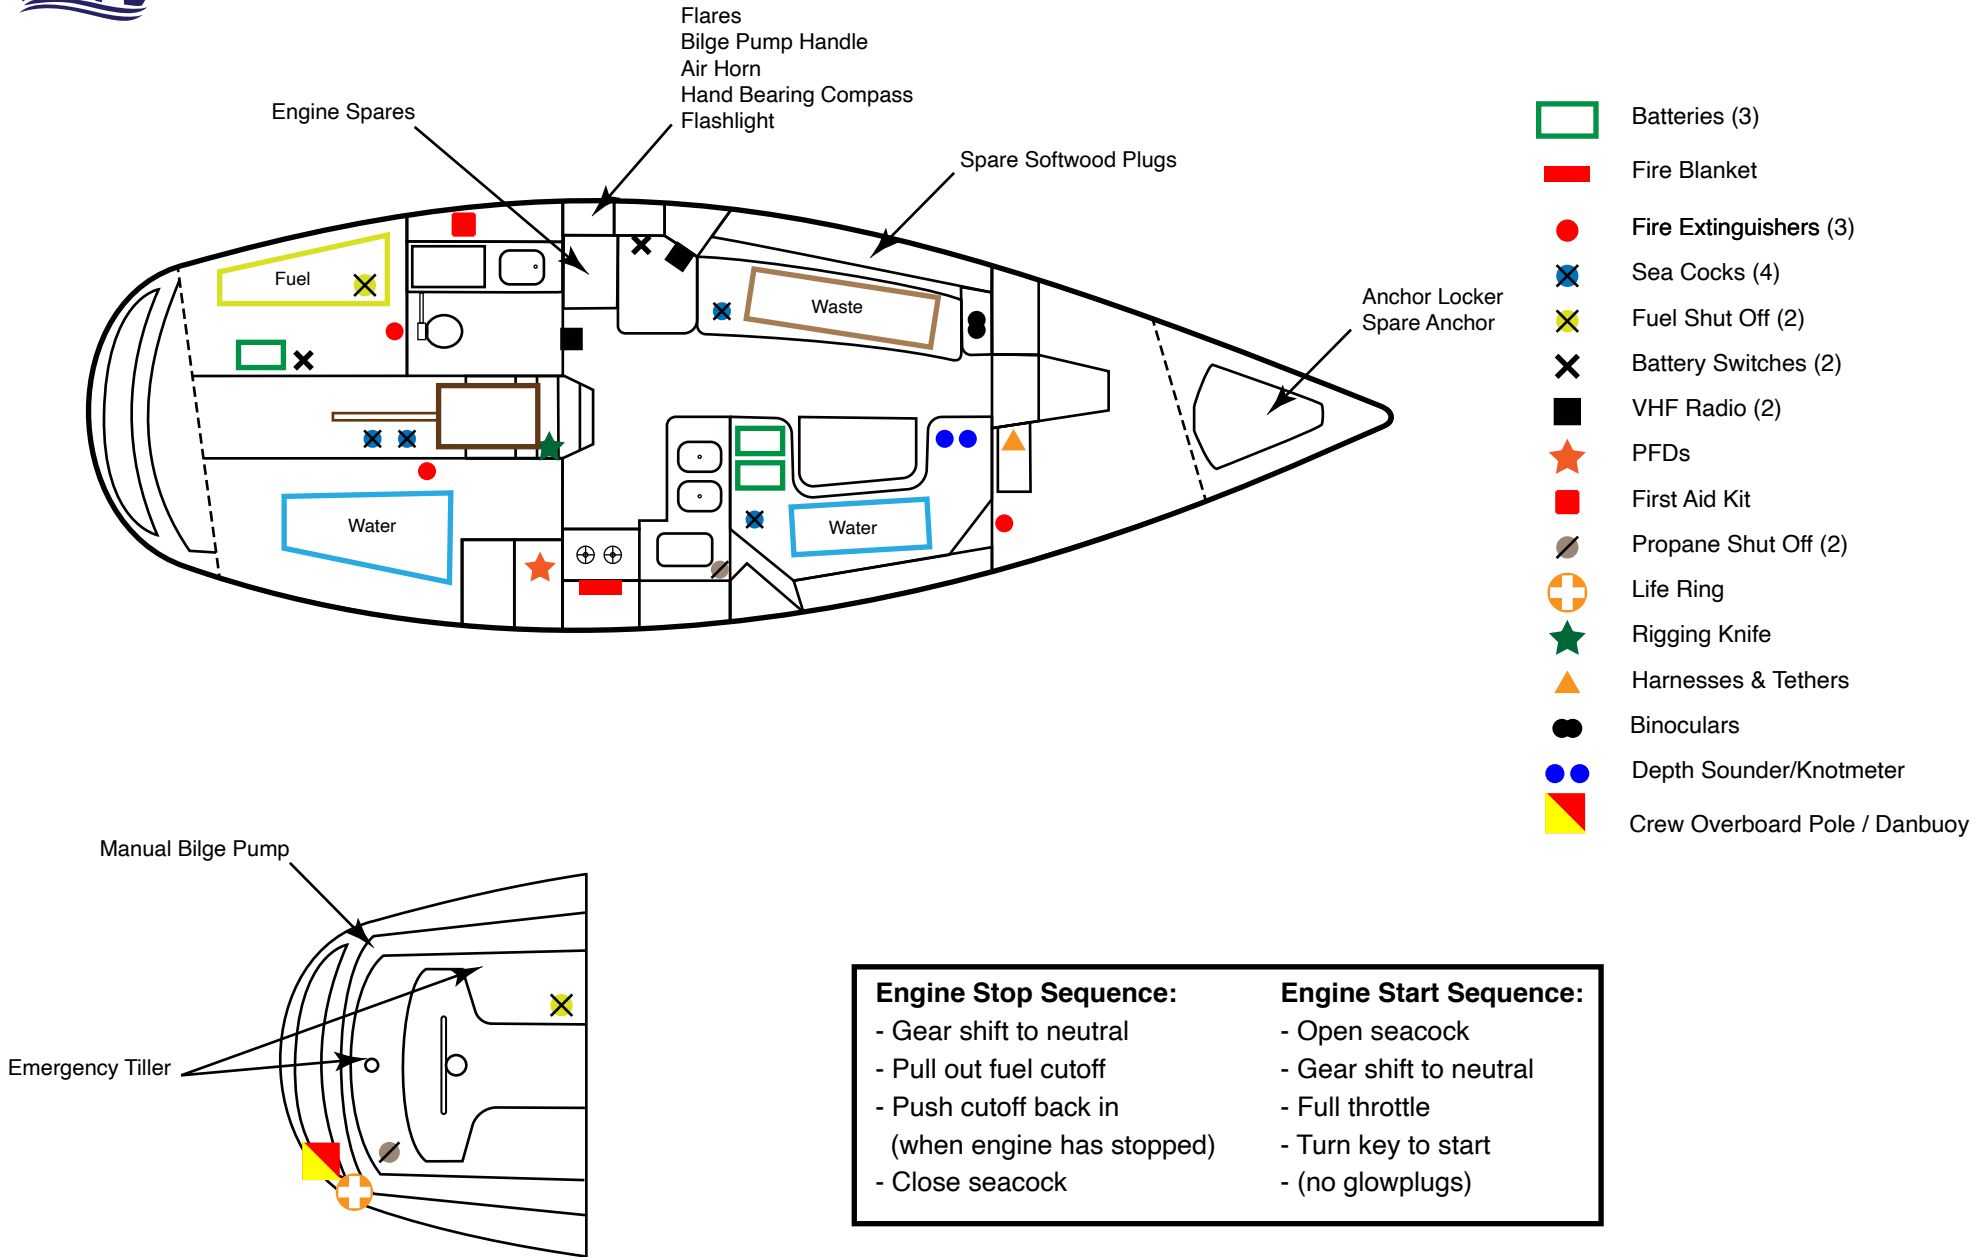 Flares
Bilge Pump Handle
Air Horn
Hand Bearing Compass
Flashlight
Engine Spares
Spare Softwood Plugs
Anchor Locker
Spare Anchor
Fuel
Waste
Water
Water
Batteries (3)
Fire Blanket
Fire Extinguishers (3)
Sea Cocks (4)
Fuel Shut Off (2)
Battery Switches (2)
VHF Radio (2)
PFDs
First Aid Kit
Propane Shut Off (2)
Life Ring
Rigging Knife
Harnesses & Tethers
Binoculars
Depth Sounder/Knotmeter
Crew Overboard Pole / Danbuoy
Manual Bilge Pump
Emergency Tiller
Engine Stop Sequence:
- Gear shift to neutral
- Pull out fuel cutoff
- Push cutoff back in
(when engine has stopped)
- Close seacock
Engine Start Sequence:
- Open seacock
- Gear shift to neutral
- Full throttle
- Turn key to start
- (no glowplugs)